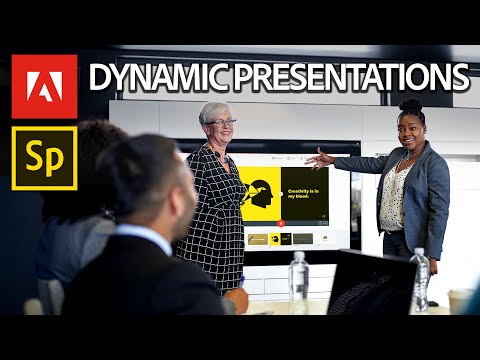 DYNAMIC PRESENTATIONS
Sp
Creativity is in
my blood.